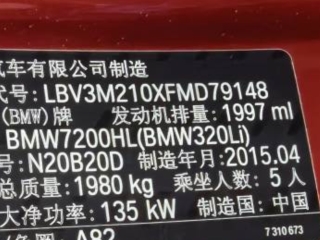 汽车有限公司制造
代号: LBV3M210XFMD79148
(BMW)牌 发动机排量: 1997 ml
BMW7200HL(BMW320Li)
号: N20B20D 制造年月: 2015.04
总质量: 1980 kg 乘坐人数: 5 人
大净功率: 135 kW 制造国: 中国
A82 7310673